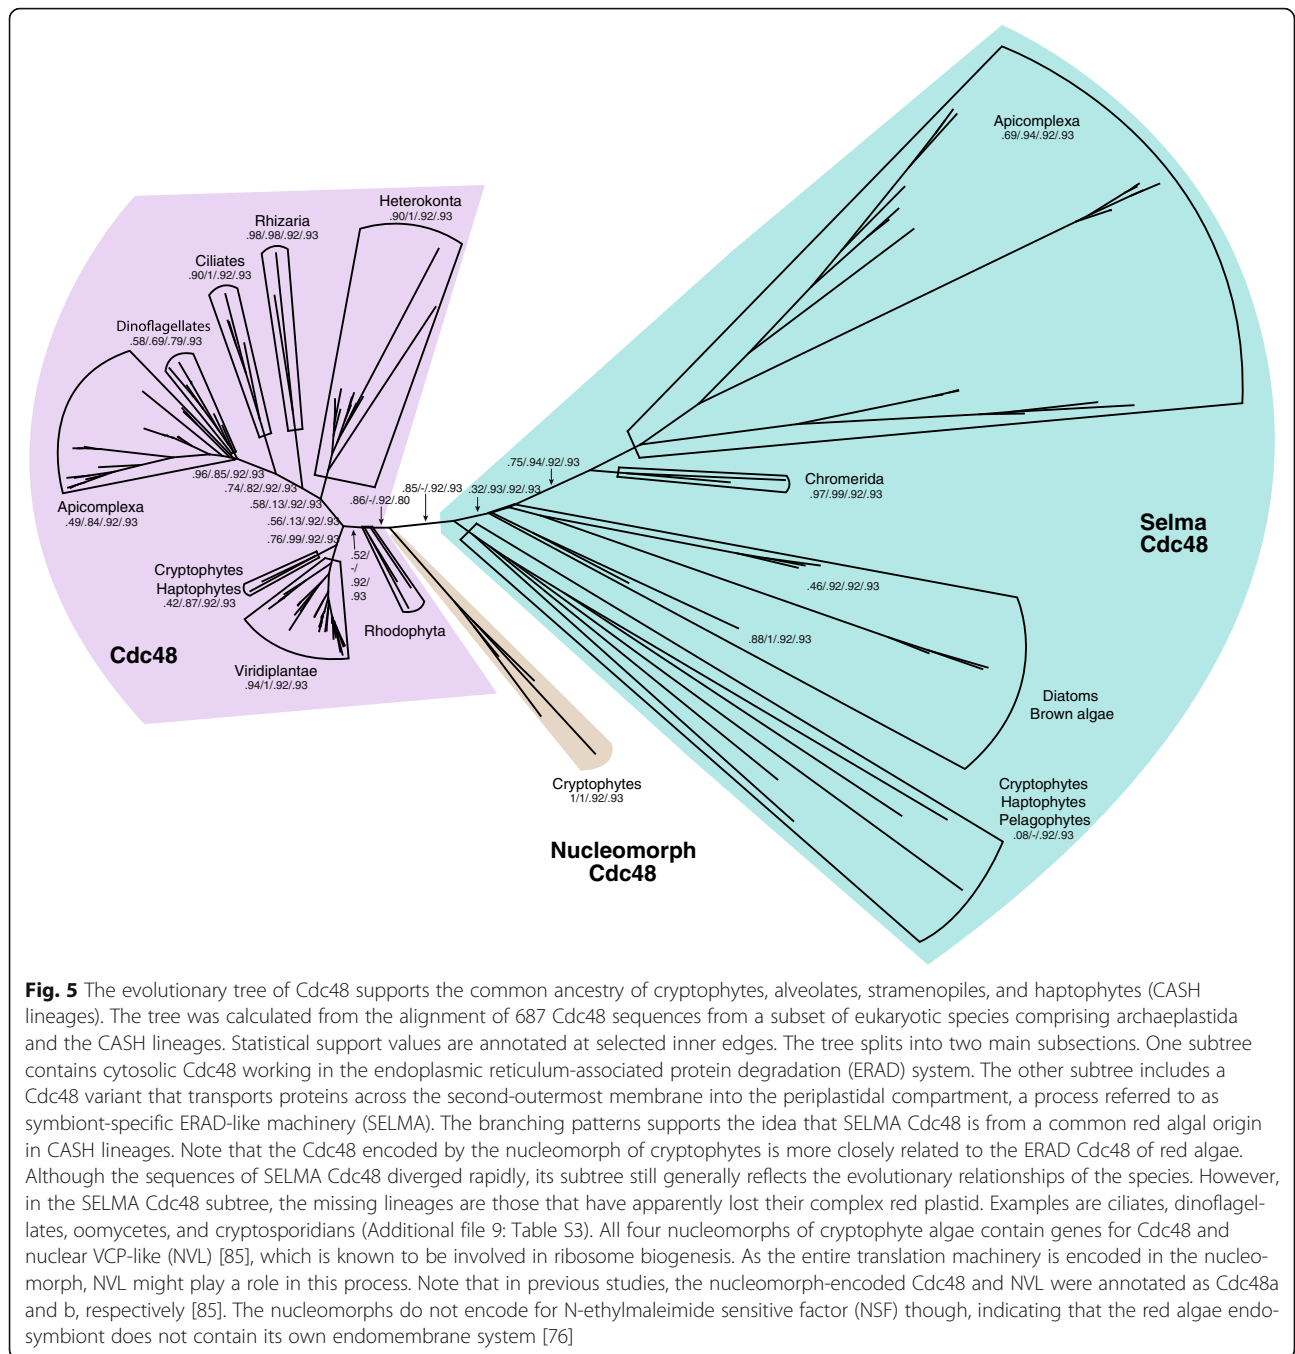 Apicomplexa
.69/.94/.92/.93
Heterokonta
.90/1/.92/.93
Rhizaria
.98/.98/.92/.93
Ciliates
.90/1/.92/.93
Dinoflagellates
.58/.69/.79/.93
Apicomplexa
.49/.84/.92/.93
.96/.85/.92/.93
.74/.82/.92/.93
.58/.13/.92/.93
.56/.13/.92/.93
.76/.99/.92/.93
.86/-/.92/.80
.85/-/.92/.93
.32/.93/.92/.93
.75/.94/.92/.93
Chromerida
.97/.99/.92/.93
Selma
Cdc48
.52/
-/
.92/
.93
Cryptophytes
Haptophytes
.42/.87/.92/.93
Rhodophyta
Cdc48
Viridiplantae
.94/1/.92/.93
.46/.92/.92/.93
.88/1/.92/.93
Diatoms
Brown algae
Cryptophytes
Haptophytes
Pelagophytes
.08/-/.92/.93
Cryptophytes
1/1/.92/.93
Nucleomorph
Cdc48
Fig. 5 The evolutionary tree of Cdc48 supports the common ancestry of cryptophytes, alveolates, stramenopiles, and haptophytes (CASH
lineages). The tree was calculated from the alignment of 687 Cdc48 sequences from a subset of eukaryotic species comprising archaeplastida
and the CASH lineages. Statistical support values are annotated at selected inner edges. The tree splits into two main subsections. One subtree
contains cytosolic Cdc48 working in the endoplasmic reticulum-associated protein degradation (ERAD) system. The other subtree includes a
Cdc48 variant that transports proteins across the second-outermost membrane into the periplastidal compartment, a process referred to as
symbiont-specific ERAD-like machinery (SELMA). The branching patterns supports the idea that SELMA Cdc48 is from a common red algal origin
in CASH lineages. Note that the Cdc48 encoded by the nucleomorph of cryptophytes is more closely related to the ERAD Cdc48 of red algae.
Although the sequences of SELMA Cdc48 diverged rapidly, its subtree still generally reflects the evolutionary relationships of the species. However,
in the SELMA Cdc48 subtree, the missing lineages are those that have apparently lost their complex red plastid. Examples are ciliates, dinoflagel-
lates, oomycetes, and cryptosporidians (Additional file 9: Table S3). All four nucleomorphs of cryptophyte algae contain genes for Cdc48 and
nuclear VCP-like (NVL) [85], which is known to be involved in ribosome biogenesis. As the entire translation machinery is encoded in the nucleo-
morph, NVL might play a role in this process. Note that in previous studies, the nucleomorph-encoded Cdc48 and NVL were annotated as Cdc48a
and b, respectively [85]. The nucleomorphs do not encode for N-ethylmaleimide sensitive factor (NSF) though, indicating that the red algae endo-
symbiont does not contain its own endomembrane system [76]